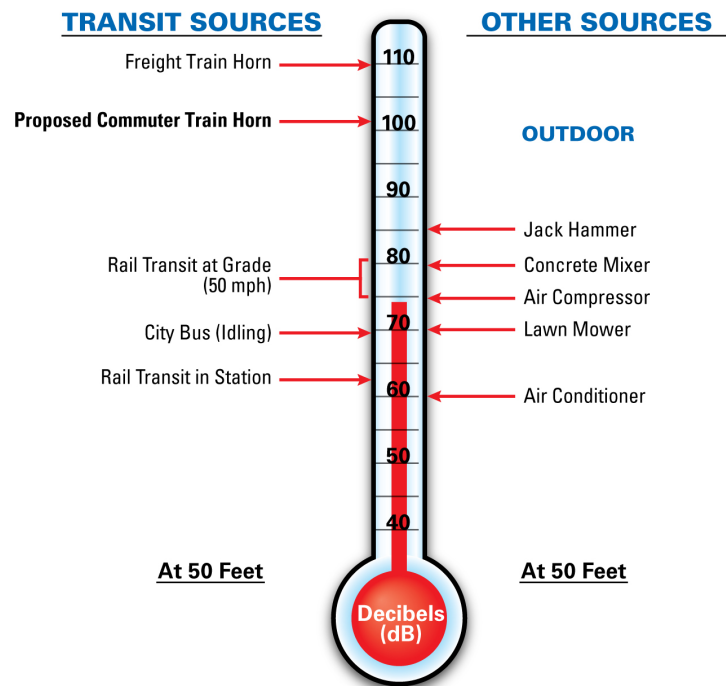 TRANSIT SOURCES
OTHER SOURCES
Freight Train Horn
110
Proposed Commuter Train Horn
100
OUTDOOR
90
Jack Hammer
Rail Transit at Grade
(50 mph)
80
Concrete Mixer
Air Compressor
City Bus (Idling)
70
Lawn Mower
Rail Transit in Station
60
Air Conditioner
50
40
At 50 Feet
At 50 Feet
Decibels
(dB)